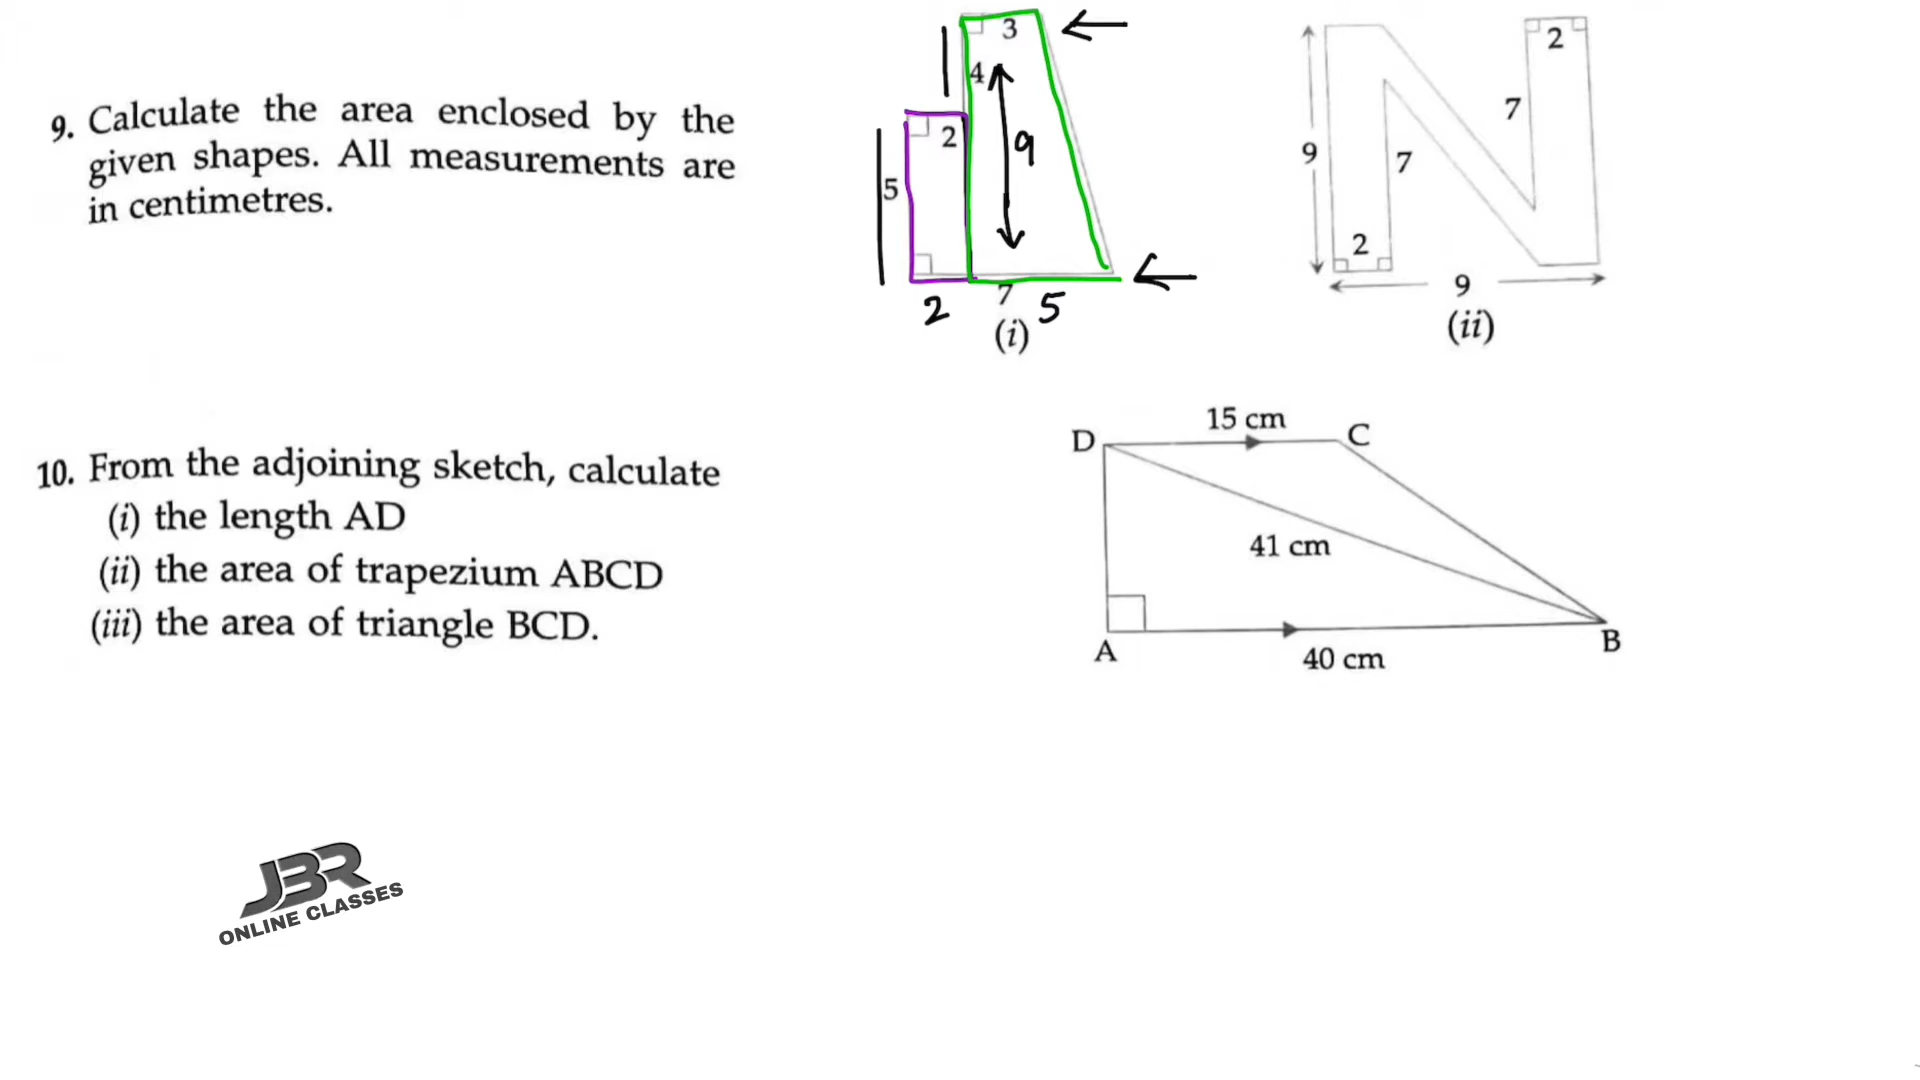 9. Calculate the area enclosed by the
given shapes. All measurements are
in centimetres.
3
4
2
9
5
7
2
5
(i)
2
7
9
7
2
9
(ii)
10. From the adjoining sketch, calculate
(i) the length AD
(ii) the area of trapezium ABCD
(iii) the area of triangle BCD.
15 cm
D
C
41 cm
A
B
40 cm
JBR
ONLINE CLASSES